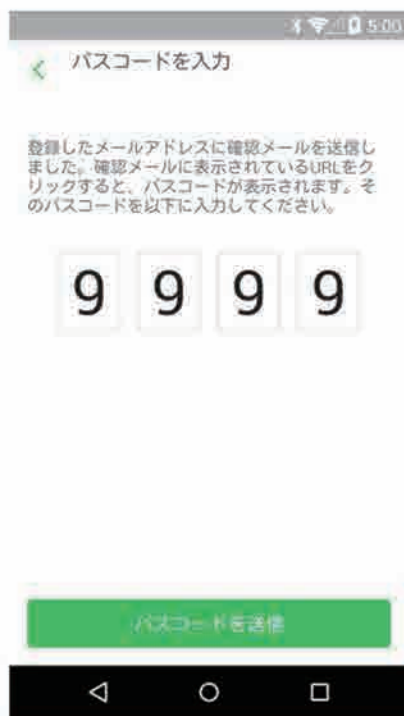 5:00
パスコードを入力
登録したメールアドレスに確認メールを送信し
ました。確認メールに表示されているURLをク
リックすると、パスコードが表示されます。そ
のパスコードを以下に入力してください。
9 9 9 9
パスコードを送信